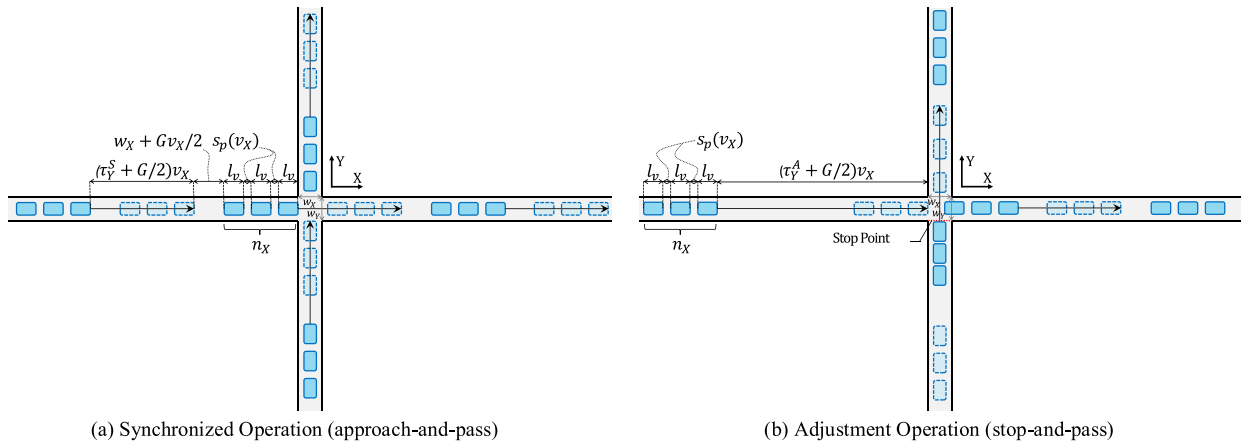 w_X + Gv_X/2 s_p(v_X)
(τ_Y^S + G/2)v_X l_v l_v l_v
Y
X
w_X
w_Y
n_X
(a) Synchronized Operation (approach-and-pass)
s_p(v_X)
l_v l_v l_v (τ_Y^A + G/2)v_X
Y
X
w_X
w_Y
Stop Point
n_X
(b) Adjustment Operation (stop-and-pass)